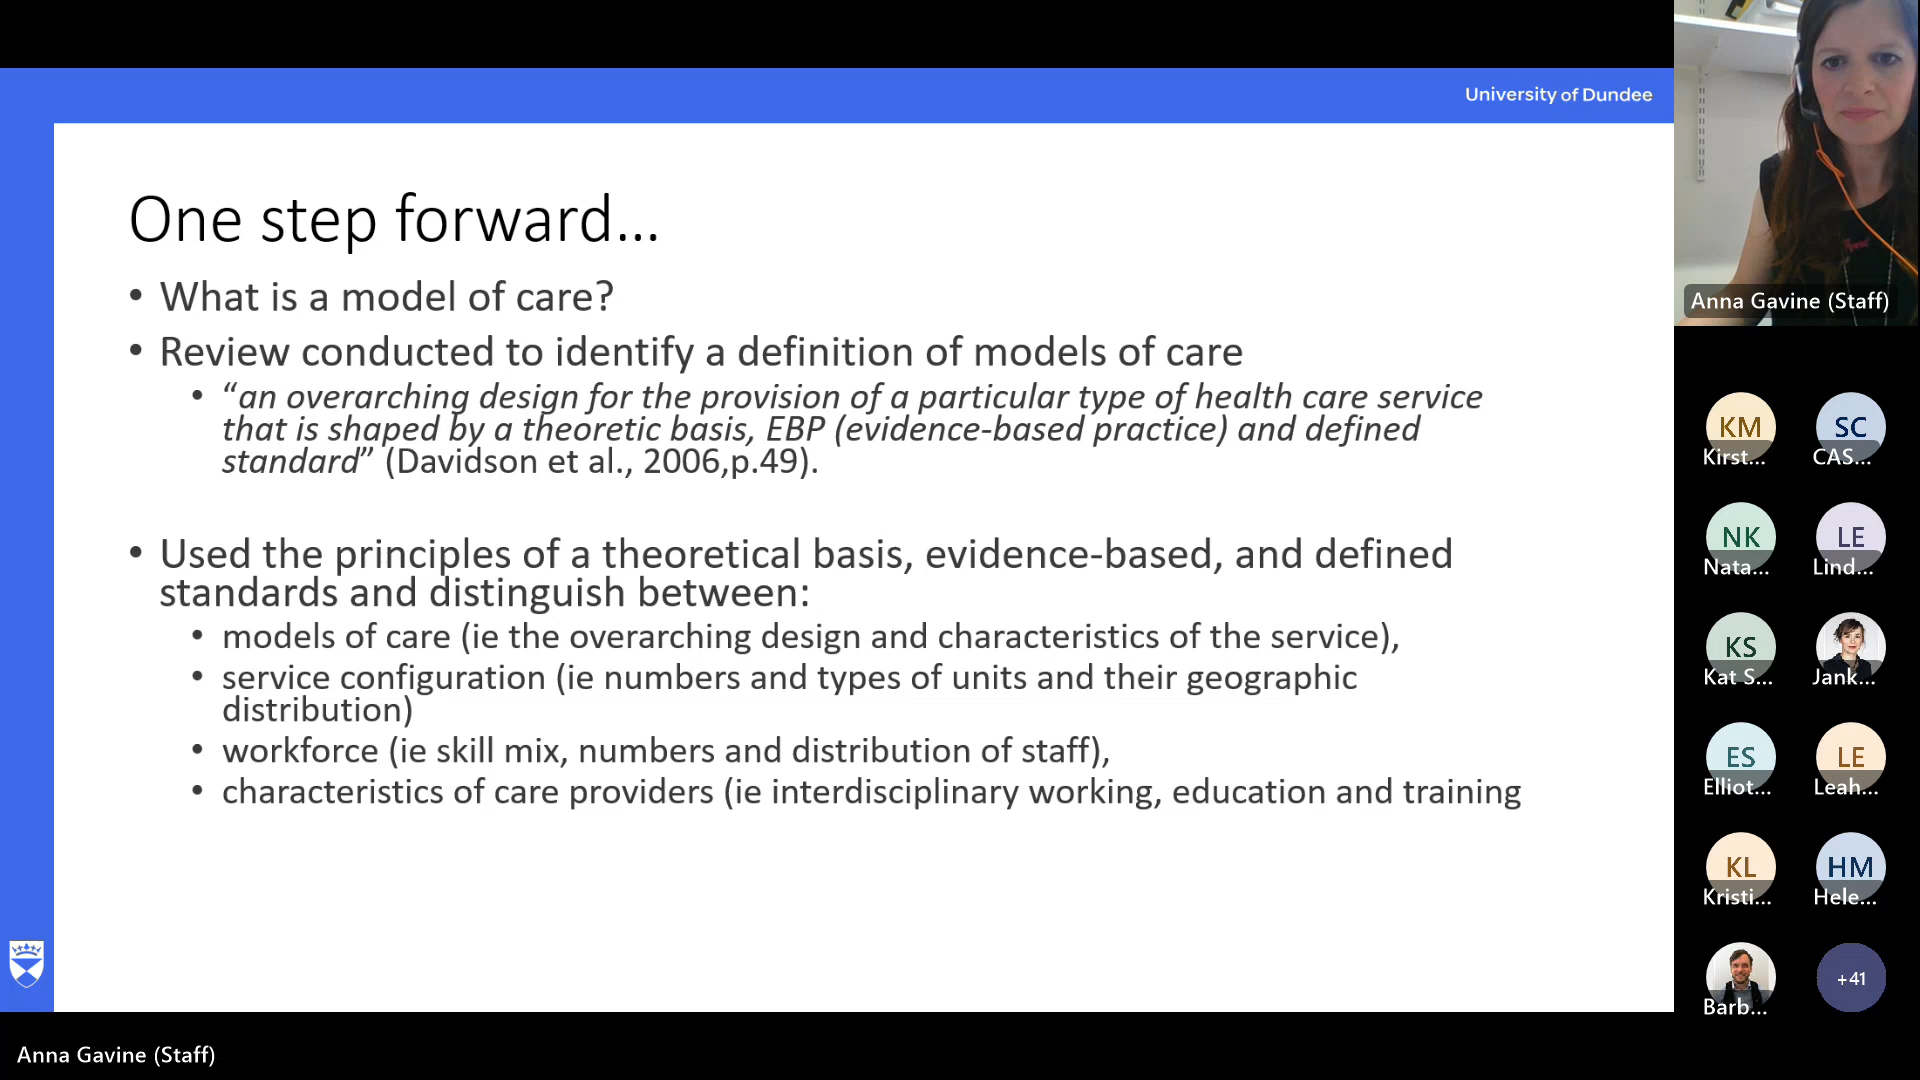 University of Dundee
One step forward...
• What is a model of care?
• Review conducted to identify a definition of models of care
• “an overarching design for the provision of a particular type of health care service
that is shaped by a theoretic basis, EBP (evidence-based practice) and defined
standard” (Davidson et al., 2006,p.49).
• Used the principles of a theoretical basis, evidence-based, and defined
standards and distinguish between:
• models of care (ie the overarching design and characteristics of the service),
• service configuration (ie numbers and types of units and their geographic
distribution)
• workforce (ie skill mix, numbers and distribution of staff),
• characteristics of care providers (ie interdisciplinary working, education and training
Anna Gavine (Staff)
KM
Kirst...
SC
CAS...
NK
Nata...
LE
Lind...
KS
Kat S...
Jank...
ES
Elliot...
LE
Leah...
KL
Kristi...
HM
Hele...
Barb...
+41
Anna Gavine (Staff)